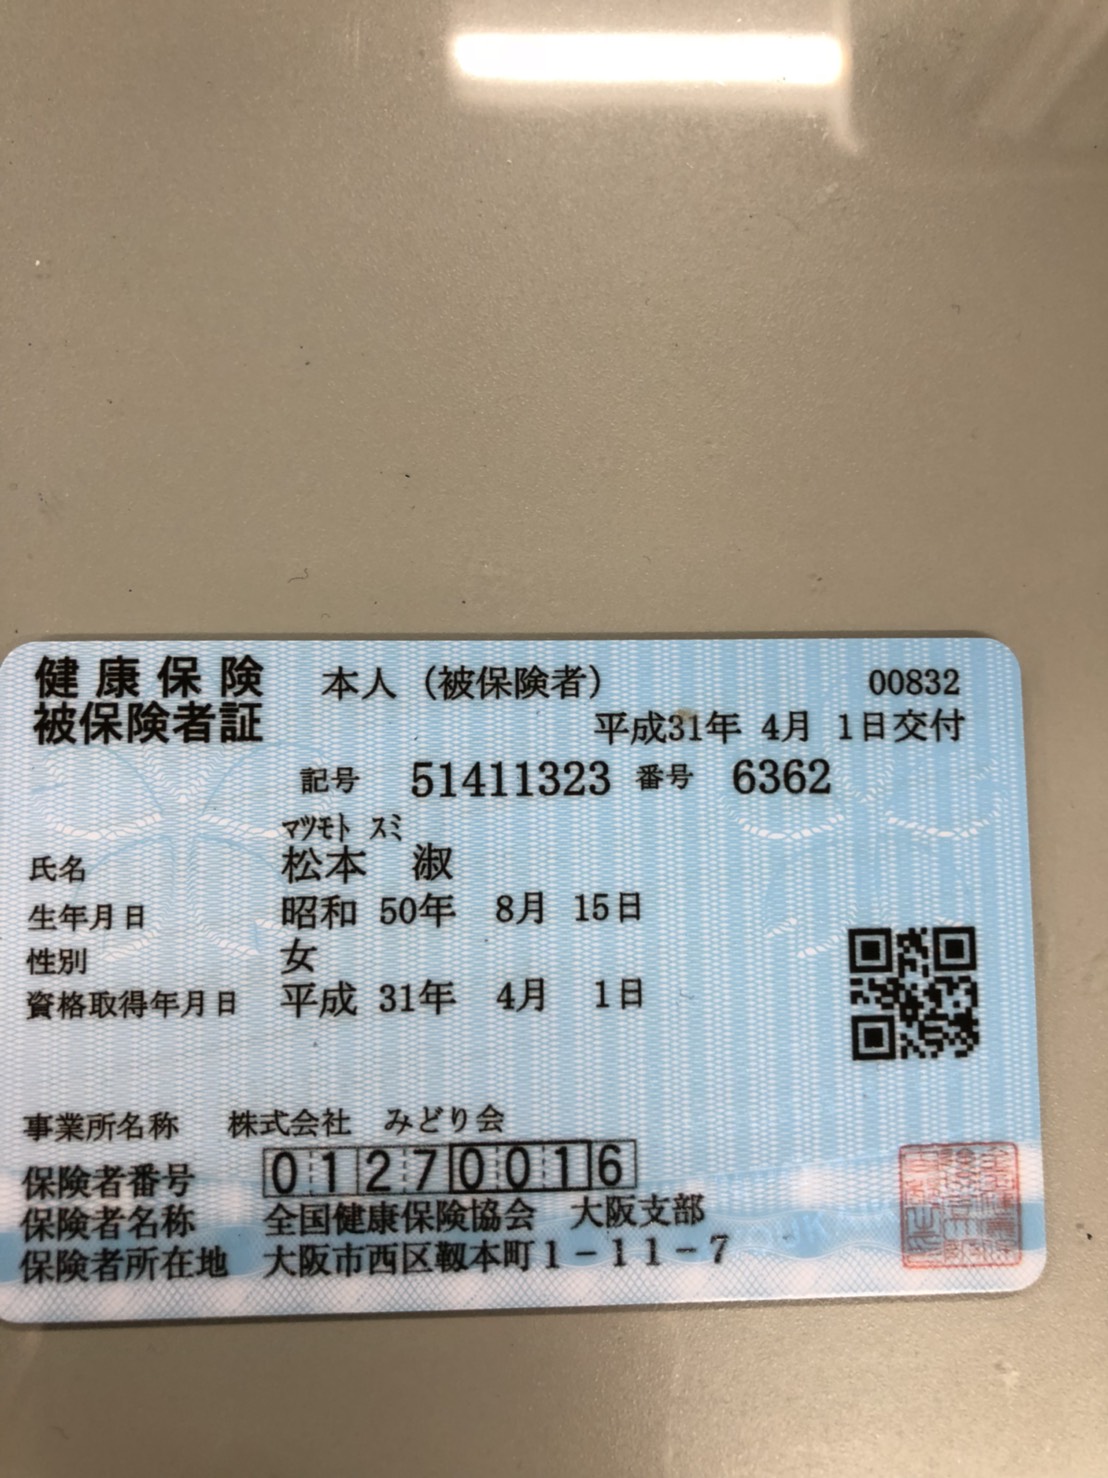 健康保険 本人（被保険者） 00832
被保険者証 平成31年 4月 1日交付
記号 51411323 番号 6362
ﾏﾂﾓﾄ ｽﾐ
氏名 松本 淑
生年月日 昭和 50年 8月 15日
性別 女
資格取得年月日 平成 31年 4月 1日
事業所名称 株式会社 みどり会
保険者番号 01270016
保険者名称 全国健康保険協会 大阪支部
保険者所在地 大阪市西区靱本町1-11-7